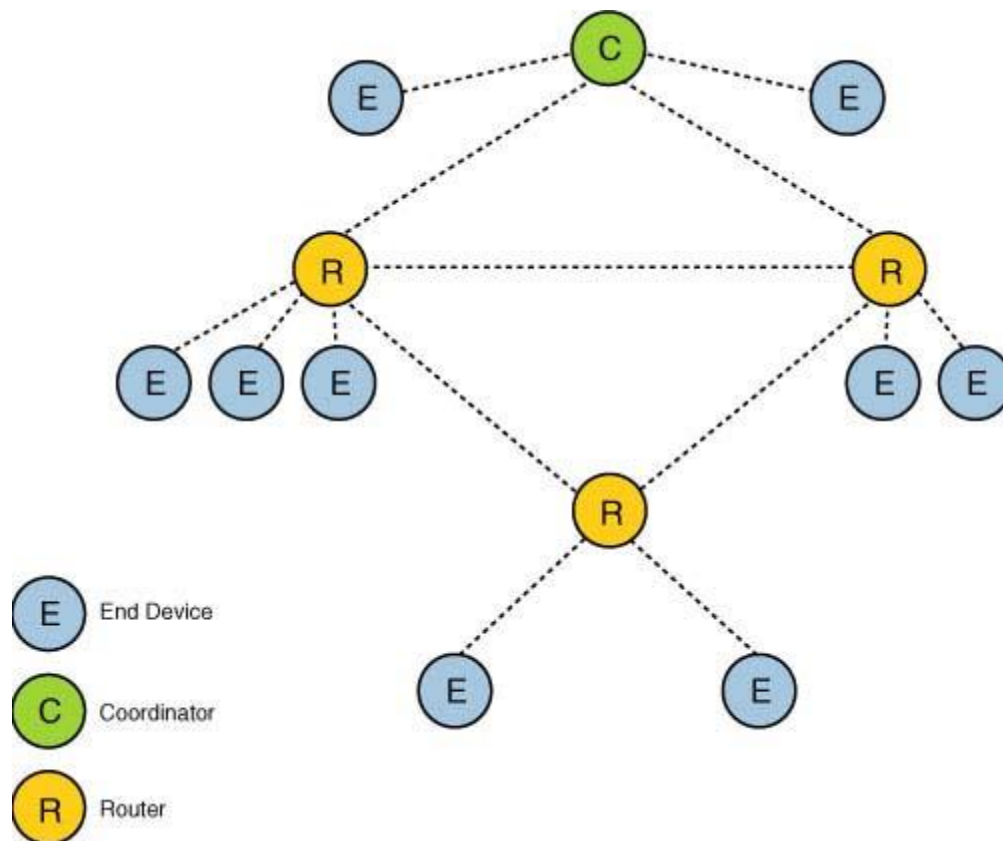 C
E E
R R
E E E E E
R
E End Device
E E
C Coordinator
R Router